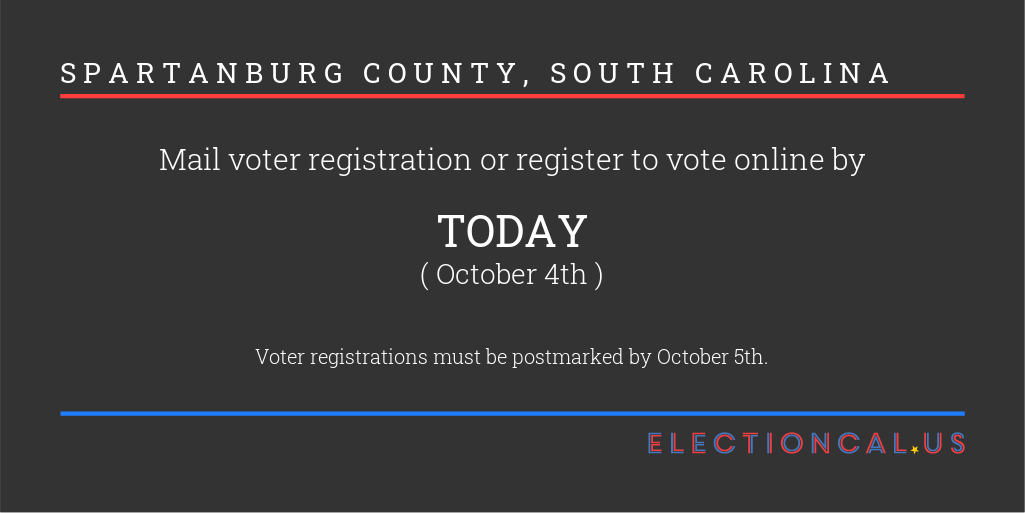 SPARTANBURG COUNTY, SOUTH CAROLINA
Mail voter registration or register to vote online by
TODAY
( October 4th )
Voter registrations must be postmarked by October 5th.
ELECTIONCAL.US